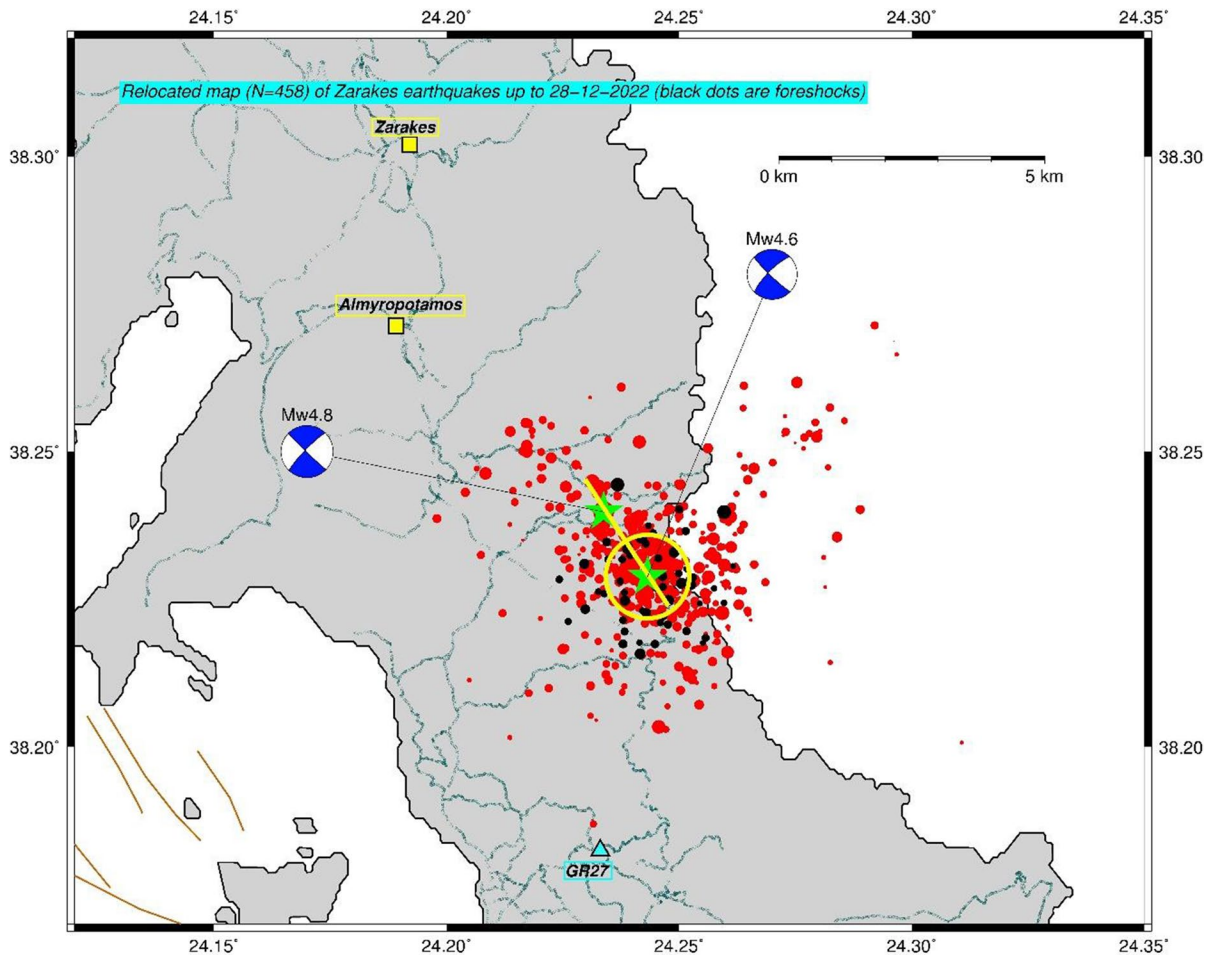 24.15° 24.20° 24.25° 24.30° 24.35°
Relocated map (N=458) of Zarakes earthquakes up to 28−12−2022 (black dots are foreshocks)
Zarakes
38.30° 38.30°
0 km 5 km
Mw4.6
Almyropotamos
Mw4.8
38.25° 38.25°
38.20° 38.20°
GR27
24.15° 24.20° 24.25° 24.30° 24.35°